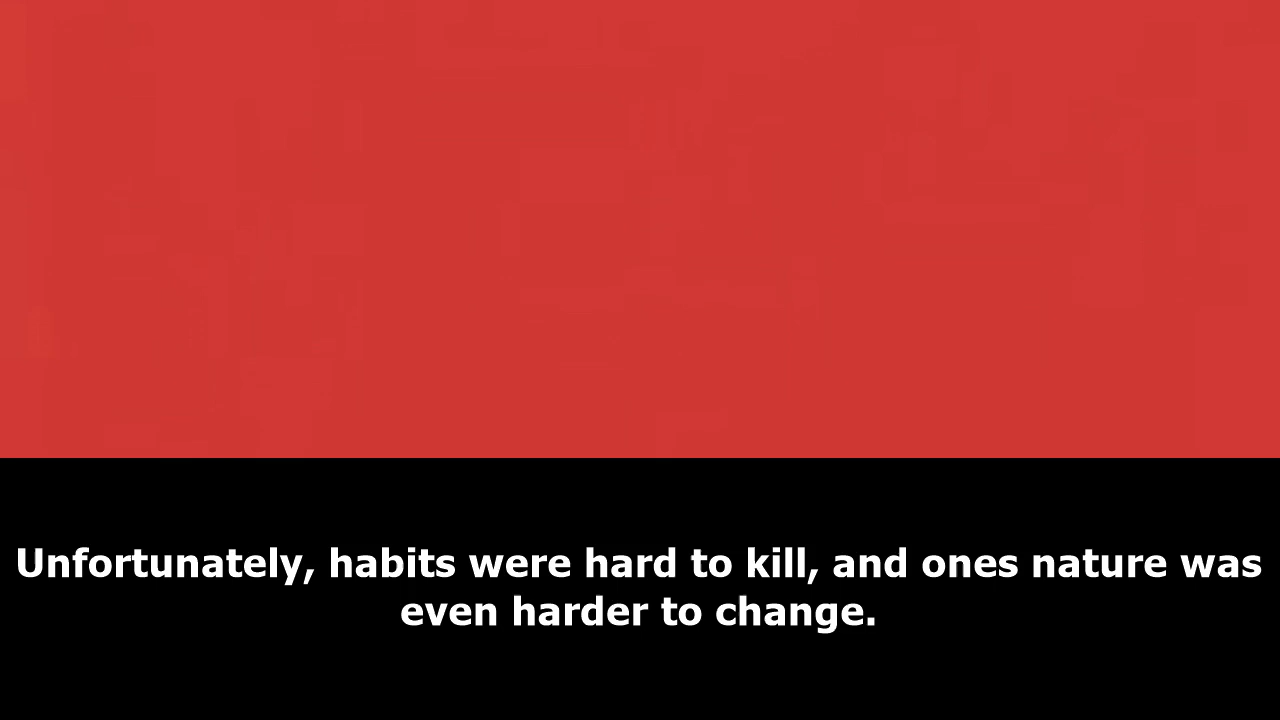 Unfortunately, habits were hard to kill, and ones nature was
even harder to change.